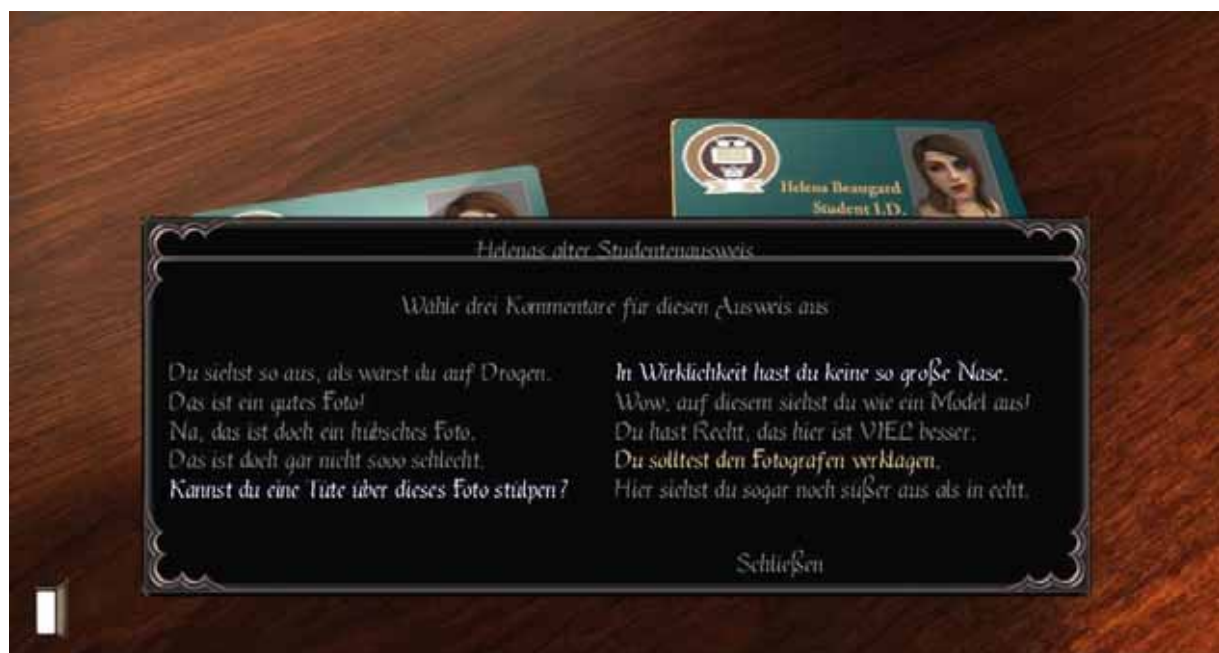 Helena Beaugard
Student I.D.
Helenas alter Studentenausweis
Wähle drei Kommentare für diesen Ausweis aus
Du siehst so aus, als wärst du auf Drogen.
Das ist ein gutes Foto!
Na, das ist doch ein hübsches Foto.
Das ist doch gar nicht sooo schlecht.
Kannst du eine Tüte über dieses Foto stülpen?
In Wirklichkeit hast du keine so große Nase.
Wow, auf diesem siehst du wie ein Model aus!
Du hast Recht, das hier ist VIEL besser.
Du solltest den Fotografen verklagen.
Hier siehst du sogar noch süßer aus als in echt.
Schließen